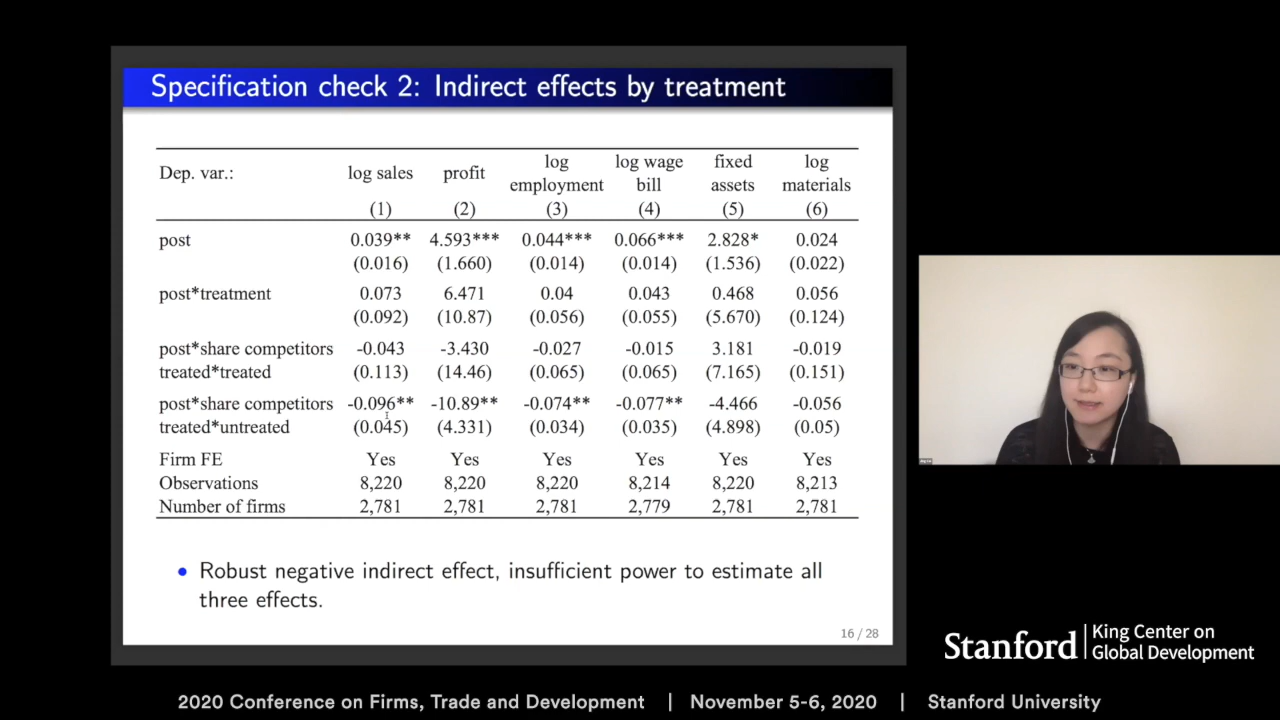 Specification check 2: Indirect effects by treatment
Dep. var.: log sales profit log employment log wage bill fixed assets log materials
(1) (2) (3) (4) (5) (6)
post 0.039** 4.593*** 0.044*** 0.066*** 2.828* 0.024
(0.016) (1.660) (0.014) (0.014) (1.536) (0.022)
post*treatment 0.073 6.471 0.04 0.043 0.468 0.056
(0.092) (10.87) (0.056) (0.055) (5.670) (0.124)
post*share competitors -0.043 -3.430 -0.027 -0.015 3.181 -0.019
treated*treated (0.113) (14.46) (0.065) (0.065) (7.165) (0.151)
post*share competitors -0.096** -10.89** -0.074** -0.077** -4.466 -0.056
treated*untreated (0.045) (4.331) (0.034) (0.035) (4.898) (0.05)
Firm FE Yes Yes Yes Yes Yes Yes
Observations 8,220 8,220 8,220 8,214 8,220 8,213
Number of firms 2,781 2,781 2,781 2,779 2,781 2,781
• Robust negative indirect effect, insufficient power to estimate all
three effects.
16 / 28
Stanford | King Center on
Global Development
2020 Conference on Firms, Trade and Development | November 5-6, 2020 | Stanford University